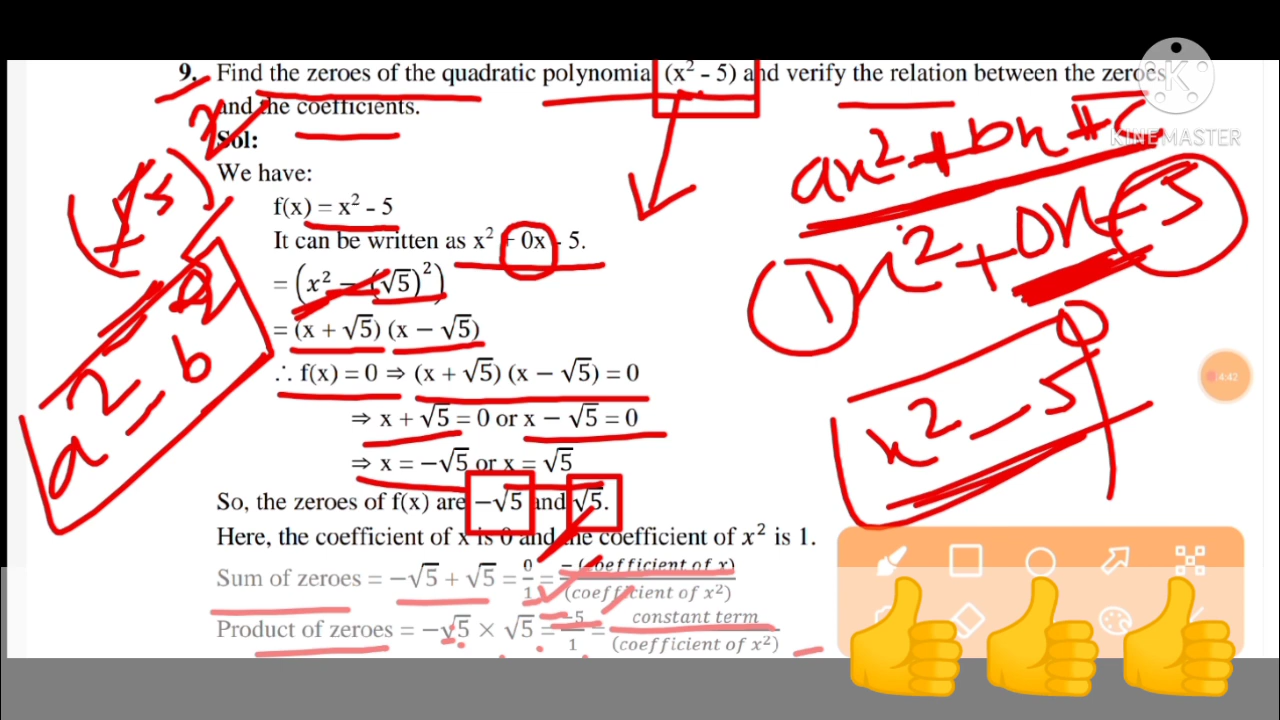 9. Find the zeroes of the quadratic polynomial (x² - 5) and verify the relation between the zeroes
and the coefficients.
Sol:
We have:
f(x) = x² - 5
It can be written as x² + 0x - 5.
= (x² − (√5)²)
= (x + √5) (x − √5)
∴ f(x) = 0 ⇒ (x + √5) (x − √5) = 0
⇒ x + √5 = 0 or x − √5 = 0
⇒ x = −√5 or x = √5
So, the zeroes of f(x) are −√5 and √5.
Here, the coefficient of x is 0 and the coefficient of x² is 1.
Sum of zeroes = −√5 + √5 = 0/1 = −(coefficient of x)/(coefficient of x²)
Product of zeroes = −√5 × √5 = −5/1 = constant term/(coefficient of x²)
K
KINEMASTER
ax² + bx + c
1x² + 0x - 5
x² - 5
(√5)²
a² - b²
4:42